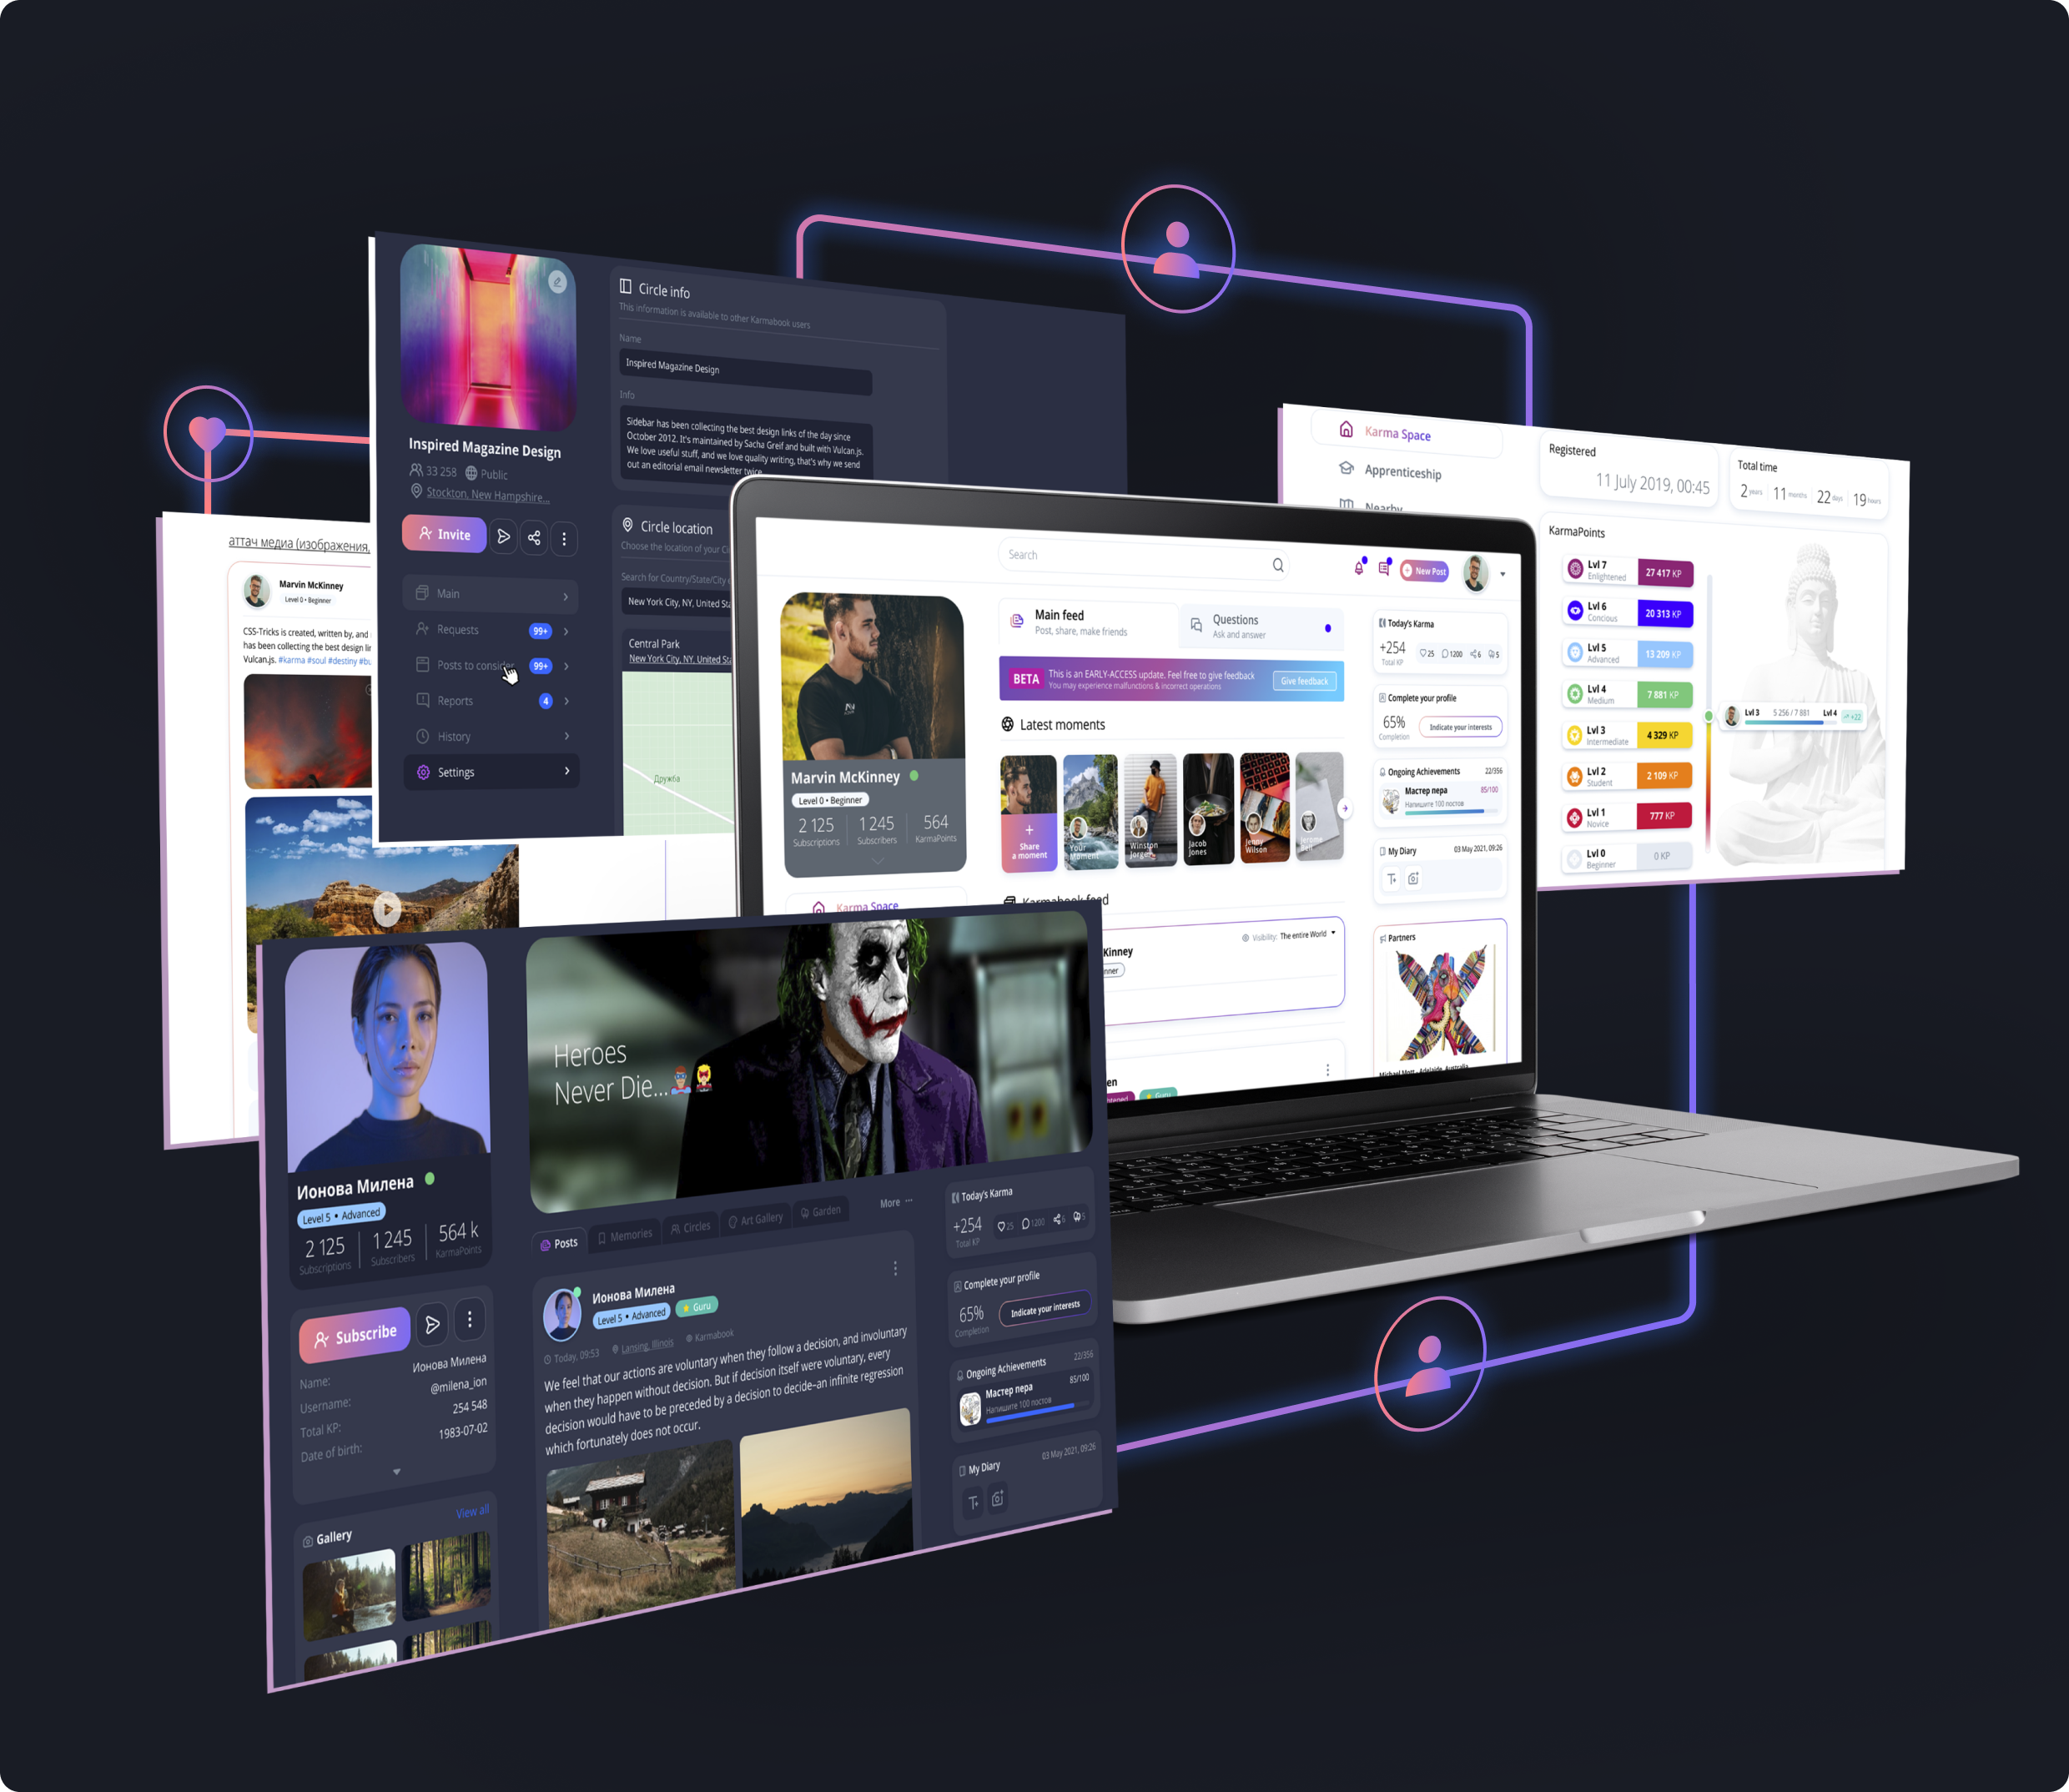 Circle info
This information is available to other Karmabook users
Name
Inspired Magazine Design
Info
Sidebar has been collecting the best design links of the day since
October 2012. It's maintained by Sacha Greif and built with Vulcan.js.
We love useful stuff, and we love quality writing, that's why we send
out an editorial email newsletter twice
Inspired Magazine Design
33 258 Public
Stockton, New Hampshire...
Invite
Main
Requests 99+
Posts to consider 99+
Reports 4
History
Settings
Circle location
Choose the location of your
Search for Country/State/City
New York City, NY, United
Central Park
New York City, NY, United
Дружба
аттач медиа (изображения,
Marvin McKinney
Level 0 • Beginner
CSS-Tricks is created, written by, and
has been collecting the best design
Vulcan.js. #karma #soul #destiny
Karma Space
Apprenticeship
Nearby
Registered
11 July 2019, 00:45
Total time
2 years 11 months 22 days 19 hours
KarmaPoints
Lvl 7
Enlightened
27 417 KP
Lvl 6
Concious
20 313 KP
Lvl 5
Advanced
13 209 KP
Lvl 4
Medium
7 881 KP
Lvl 3
Intermediate
4 329 KP
Lvl 2
Student
2 109 KP
Lvl 1
Novice
777 KP
Lvl 0
Beginner
0 KP
Lvl 3 5 256 / 7 881 Lvl 4 +22
Search
New Post
Marvin McKinney
Level 0 • Beginner
2 125 1 245 564
Subscriptions Subscribers KarmaPoints
Karma Space
Main feed
Post, share, make friends
Questions
Ask and answer
BETA
This is an EARLY-ACCESS update. Feel free to give feedback
You may experience malfunctions & incorrect operations
Give feedback
Latest moments
Share
a moment
Your
Moment
Winston
Jorgen
Jacob
Jones
Jenny
Wilson
Jerome
Bell
Karmabook feed
Visibility: The entire World
Kinney
Guru
Today's Karma
+254
Total KP
25 1200 6 5
Complete your profile
65%
Completion
Indicate your interests
Ongoing Achievements 22/356
Мастер пера 85/100
Напишите 100 постов
My Diary 03 May 2021, 09:26
Partners
Michael Mott - Adelaide, Australia
Heroes
Never Die...
Ионова Милена
Level 5 • Advanced
2 125 1 245 564 k
Subscriptions Subscribers KarmaPoints
Subscribe
Name: Ионова Милена
Username: @milena_ion
Total KP: 254 548
Date of birth: 1983-07-02
View all
Gallery
Posts Memories Circles Art Gallery Garden More ...
Ионова Милена
Level 5 • Advanced Guru
Today, 09:53 Lansing, Illinois Karmabook
We feel that our actions are voluntary when they follow a decision, and involuntary
when they happen without decision. But if decision itself were voluntary, every
decision would have to be preceded by a decision to decide–an infinite regression
which fortunately does not occur.
Today's Karma
+254
Total KP
25 1200 6 5
Complete your profile
65%
Completion
Indicate your interests
Ongoing Achievements 22/356
Мастер пера 85/100
Напишите 100 постов
My Diary 03 May 2021, 09:26